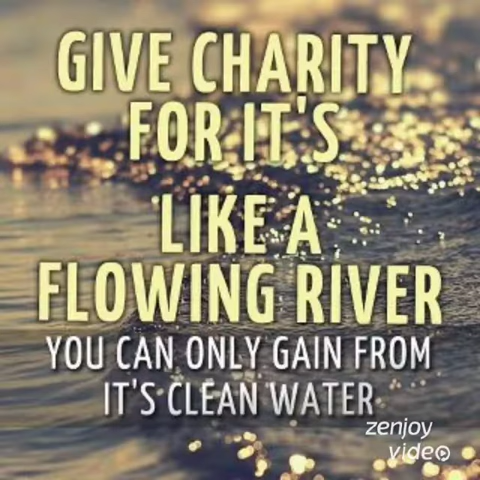 GIVE CHARITY
FOR IT'S
LIKE A
FLOWING RIVER
YOU CAN ONLY GAIN FROM
IT'S CLEAN WATER
zenjoy
video